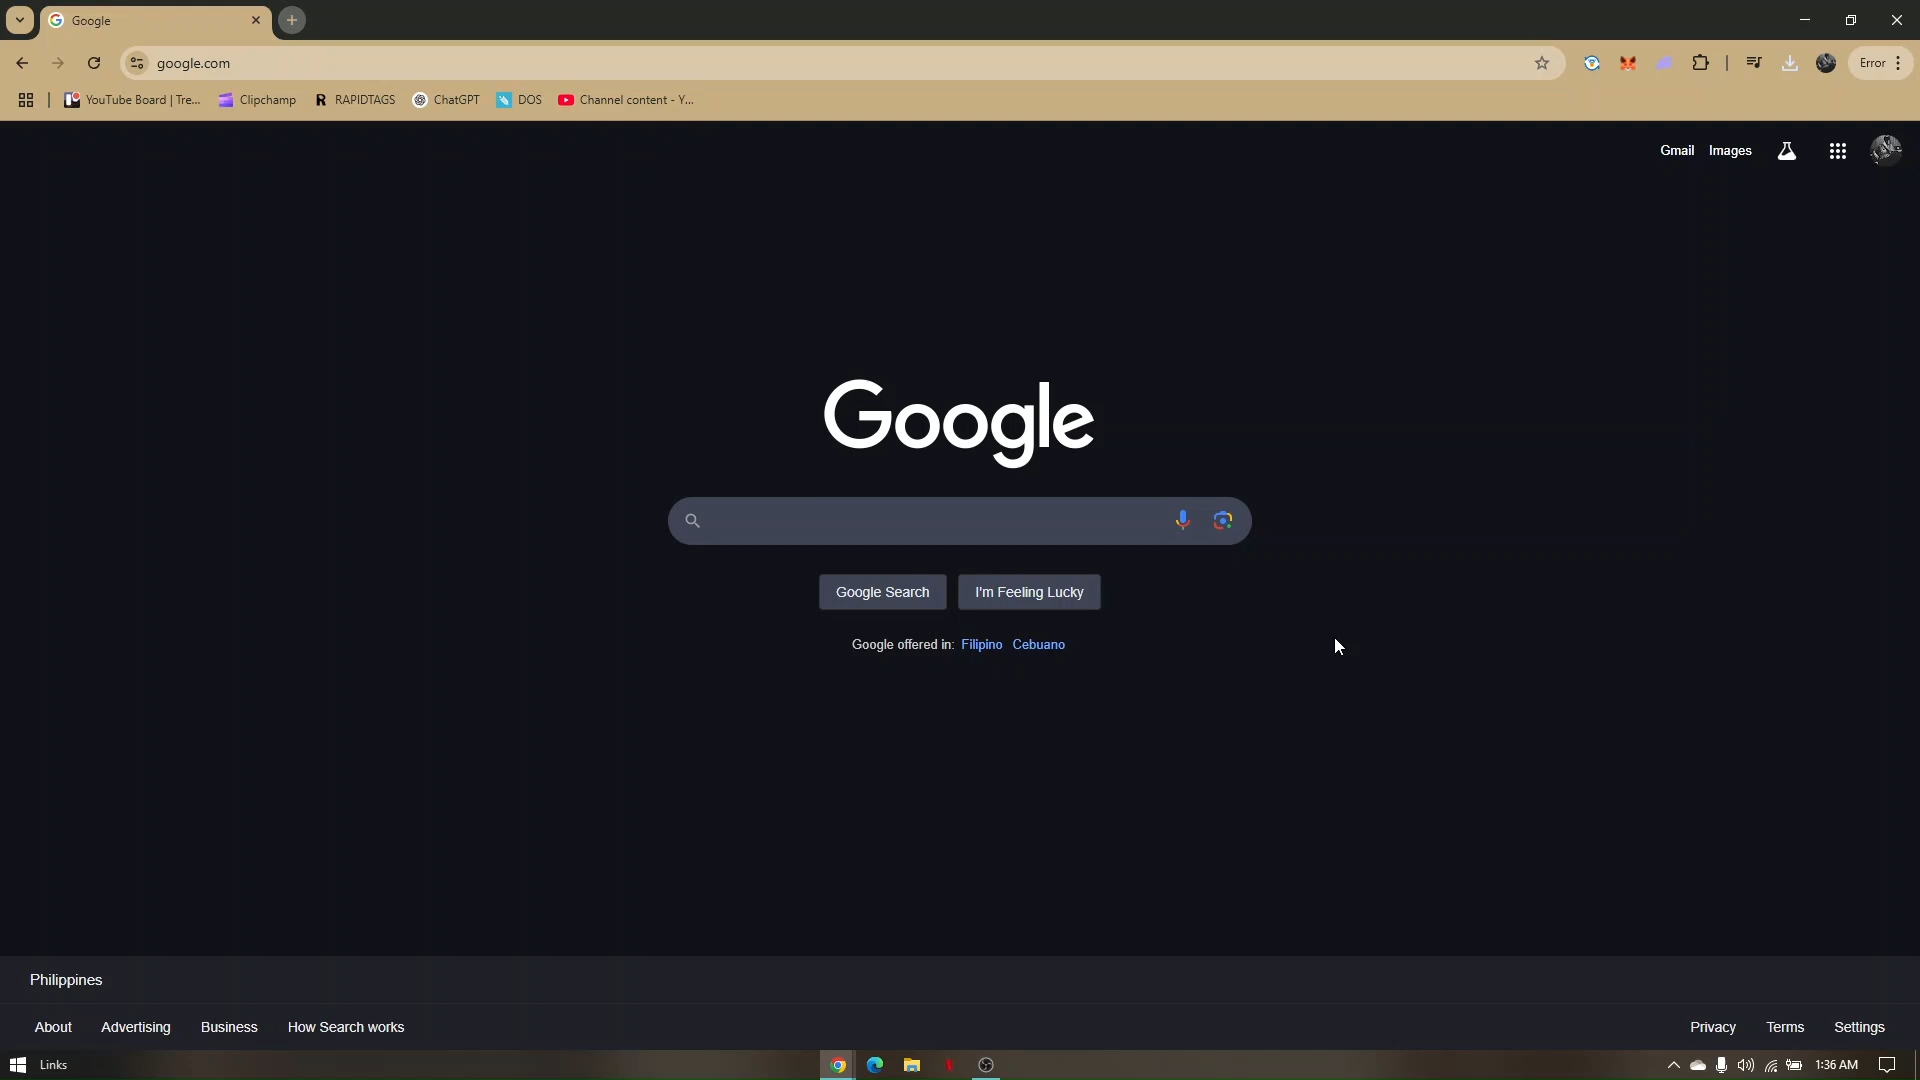 Google
google.com
Error
YouTube Board | Tre...
Clipchamp
RAPIDTAGS
ChatGPT
DOS
Channel content - Y...
Gmail
Images
Google
Google Search
I'm Feeling Lucky
Google offered in: Filipino Cebuano
Philippines
About
Advertising
Business
How Search works
Privacy
Terms
Settings
Links
1:36 AM